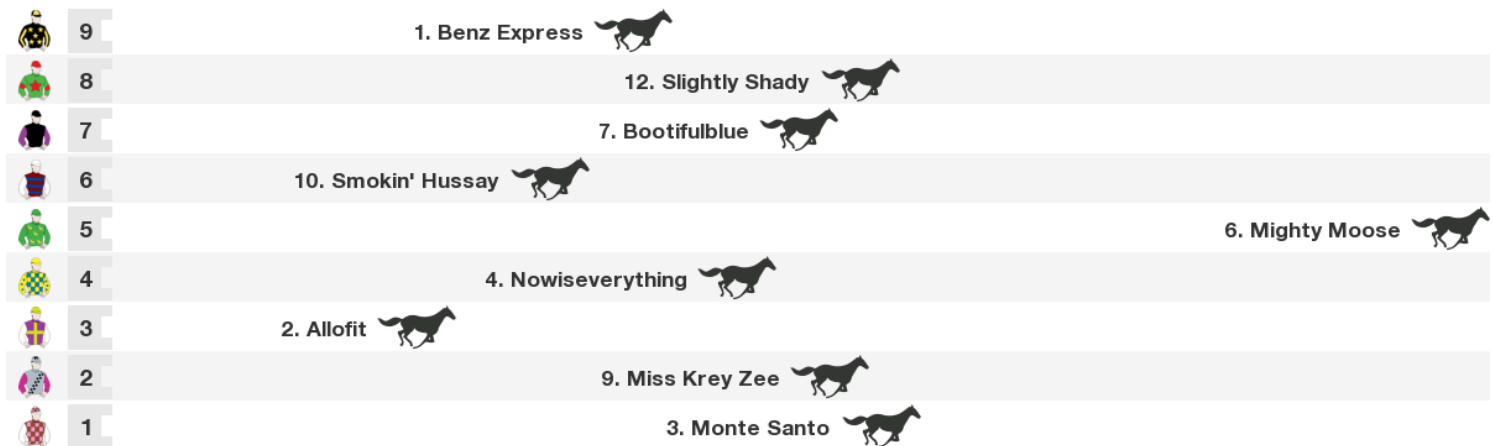 9 1. Benz Express
8 12. Slightly Shady
7 7. Bootifulblue
6 10. Smokin' Hussay
5 6. Mighty Moose
4 4. Nowiseverything
3 2. Allofit
2 9. Miss Krey Zee
1 3. Monte Santo